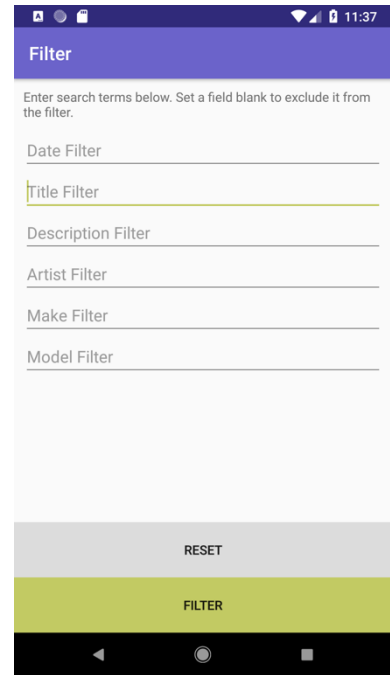 11:37
Filter
Enter search terms below. Set a field blank to exclude it from
the filter.
Date Filter
Title Filter
Description Filter
Artist Filter
Make Filter
Model Filter
RESET
FILTER